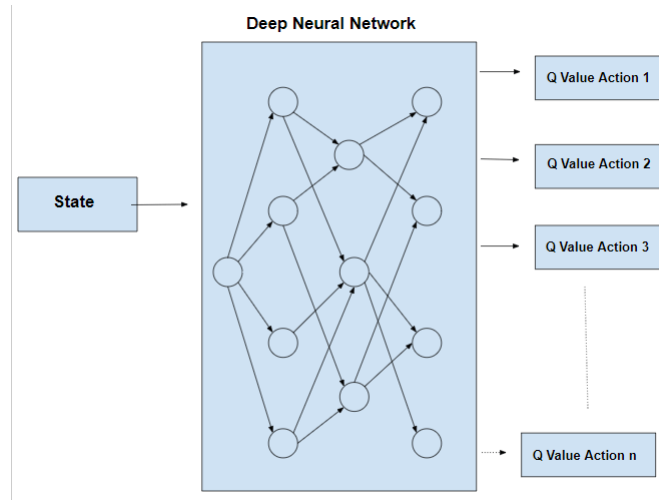 Deep Neural Network
State
Q Value Action 1
Q Value Action 2
Q Value Action 3
Q Value Action n